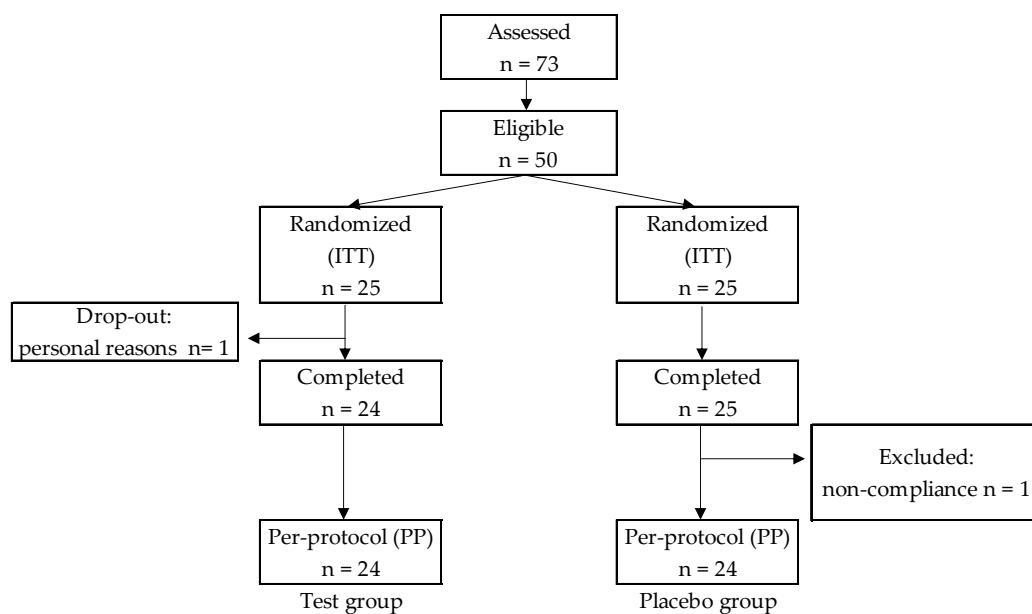 Assessed
n = 73
Eligible
n = 50
Randomized
(ITT)
n = 25
Randomized
(ITT)
n = 25
Drop-out:
personal reasons n= 1
Completed
n = 24
Completed
n = 25
Excluded:
non-compliance n = 1
Per-protocol (PP)
n = 24
Test group
Per-protocol (PP)
n = 24
Placebo group